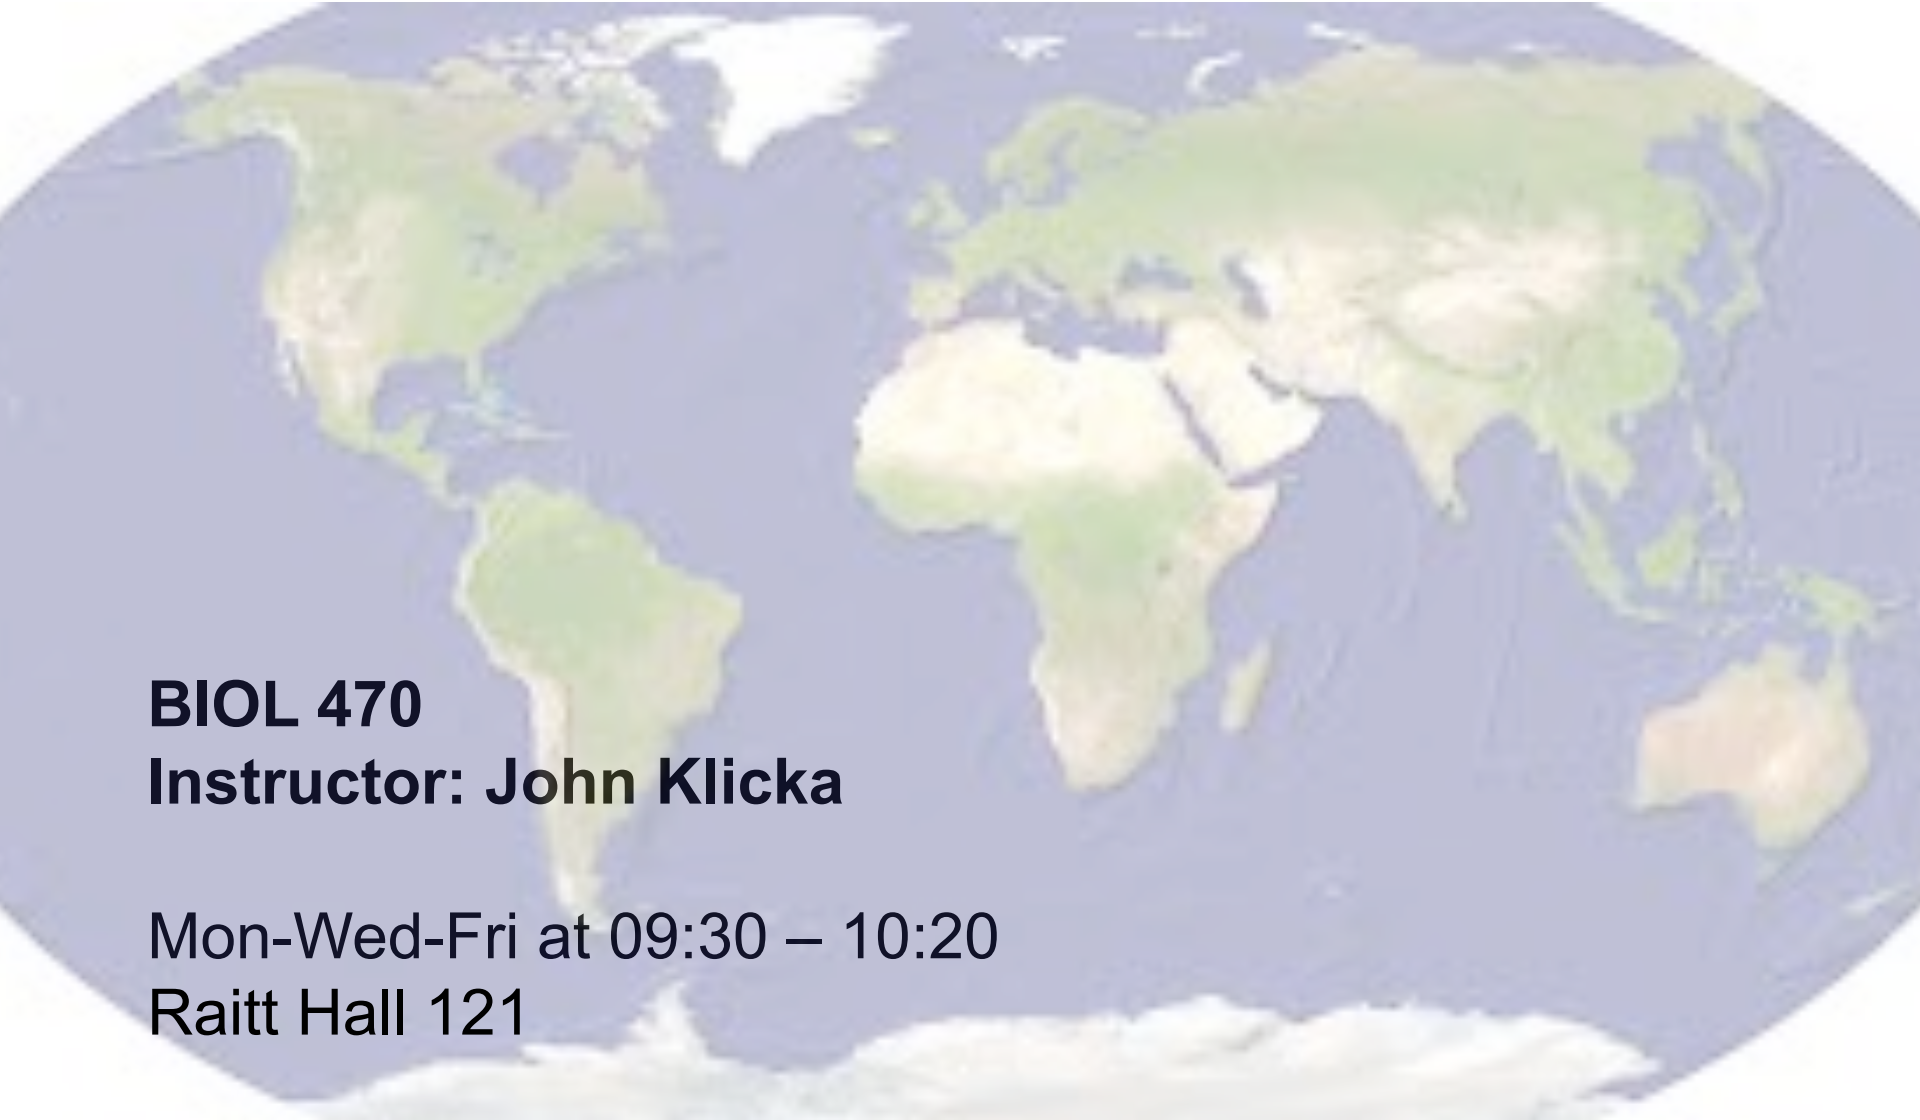 BIOL 470
Instructor: John Klicka
Mon-Wed-Fri at 09:30 – 10:20
Raitt Hall 121